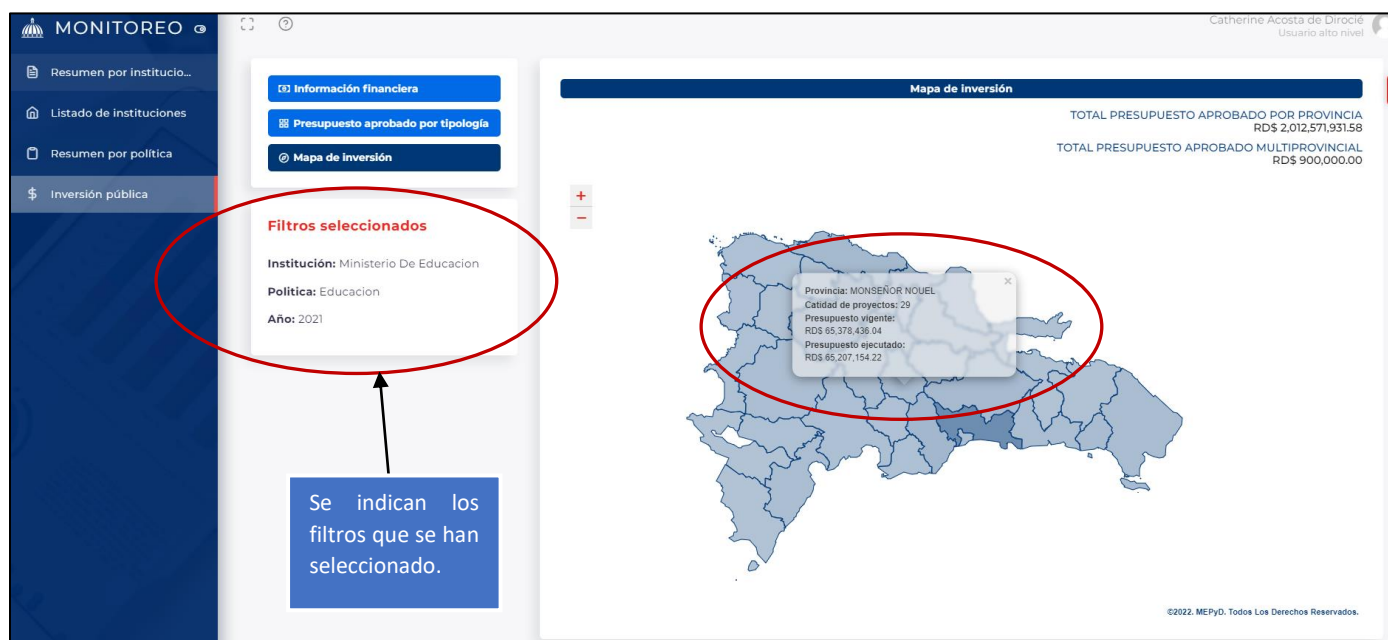 MONITOREO
Catherine Acosta de Dirocié
Usuario alto nivel
Resumen por institucio...
Listado de instituciones
Resumen por política
Inversión pública
Información financiera
Presupuesto aprobado por tipología
Mapa de inversión
Filtros seleccionados
Institución: Ministerio De Educacion
Politica: Educacion
Año: 2021
Se indican los
filtros que se han
seleccionado.
Mapa de inversión
TOTAL PRESUPUESTO APROBADO POR PROVINCIA
RD$ 2,012,571,931.58
TOTAL PRESUPUESTO APROBADO MULTIPROVINCIAL
RD$ 900,000.00
+
−
Provincia: MONSEÑOR NOUEL
Catidad de proyectos: 29
Presupuesto vigente:
RD$ 65,378,436.04
Presupuesto ejecutado:
RD$ 65,207,154.22
©2022. MEPyD. Todos Los Derechos Reservados.